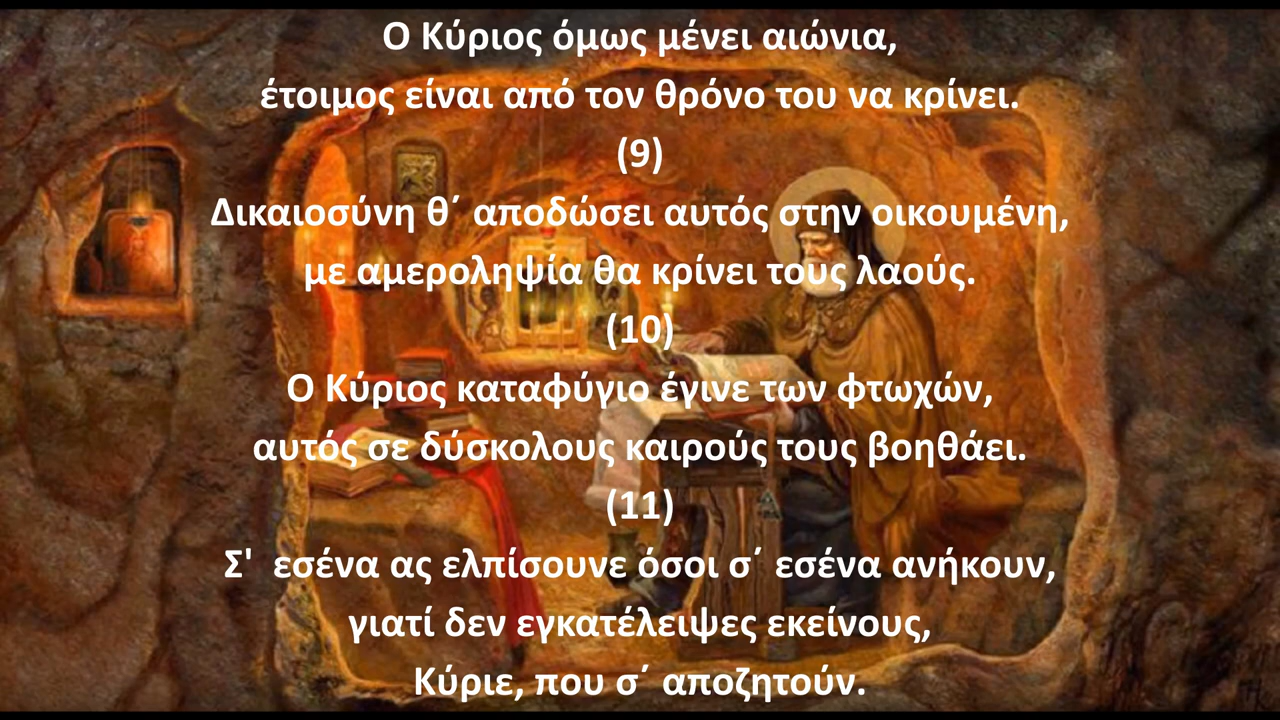 Ο Κύριος όμως μένει αιώνια,
έτοιμος είναι από τον θρόνο του να κρίνει.
(9)
Δικαιοσύνη θ΄ αποδώσει αυτός στην οικουμένη,
με αμεροληψία θα κρίνει τους λαούς.
(10)
Ο Κύριος καταφύγιο έγινε των φτωχών,
αυτός σε δύσκολους καιρούς τους βοηθάει.
(11)
Σ' εσένα ας ελπίσουνε όσοι σ΄ εσένα ανήκουν,
γιατί δεν εγκατέλειψες εκείνους,
Κύριε, που σ΄ αποζητούν.